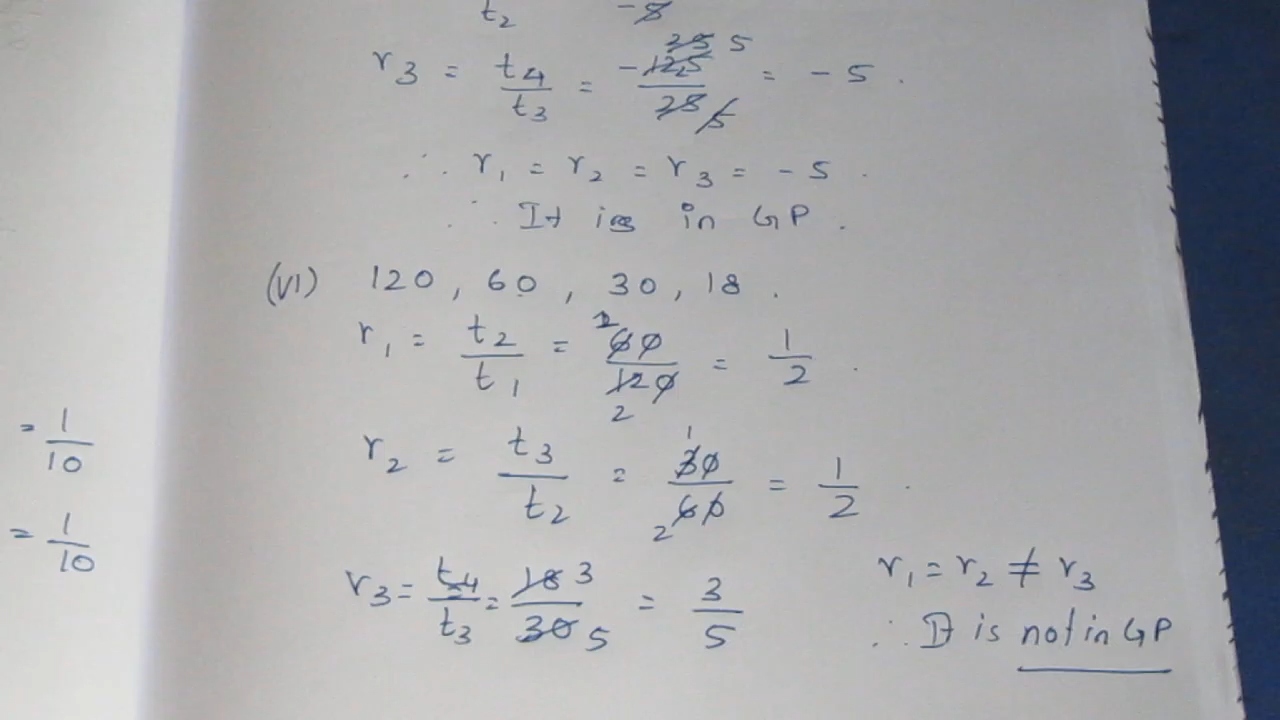 t2 -5
r3 = t4/t3 = -125/25 = -5 .
∴ r1 = r2 = r3 = -5 .
∴ It is in GP .
(VI) 120 , 60 , 30 , 18 .
r1 = t2/t1 = 60/120 = 1/2 .
= 1/10
r2 = t3/t2 = 30/60 = 1/2 .
= 1/10
r3 = t4/t3 = 18/30 = 3/5
r1 = r2 ≠ r3
∴ It is not in GP